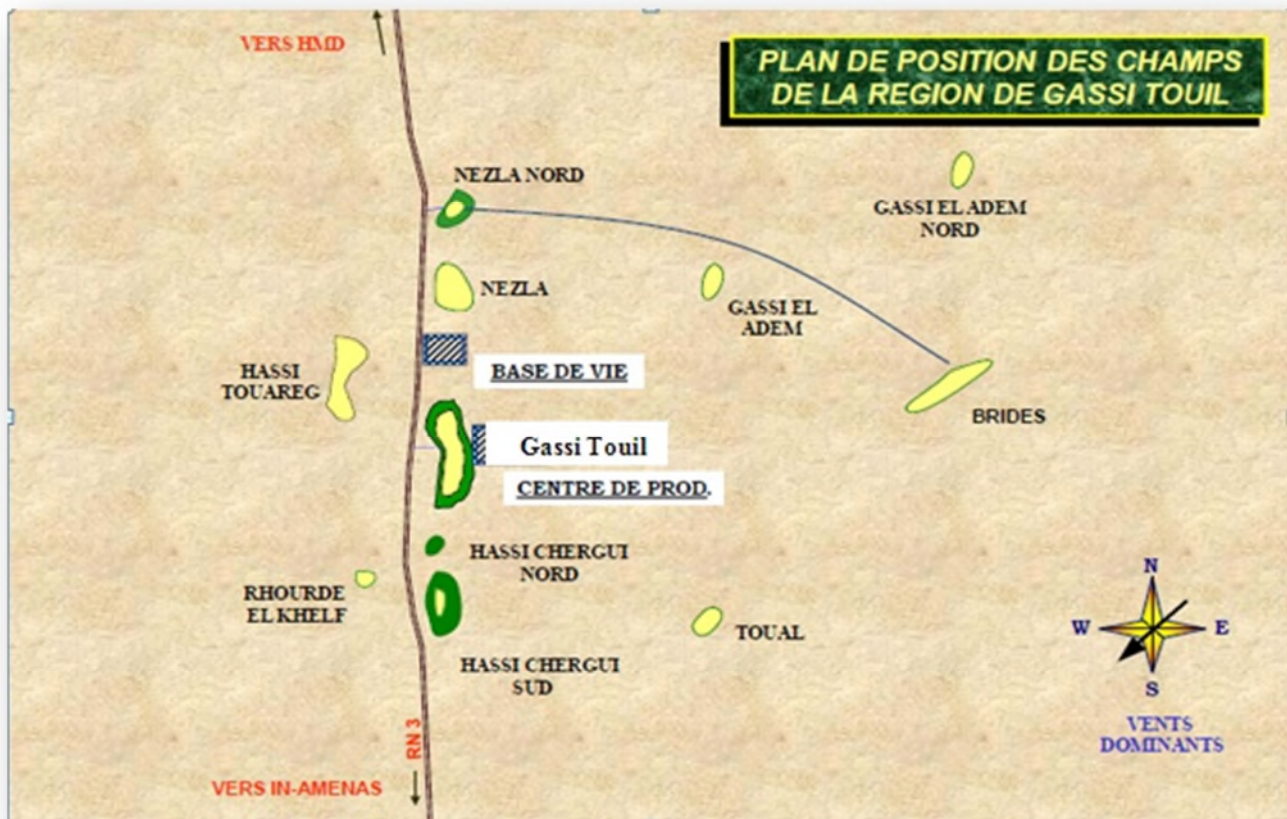 VERS HMD
PLAN DE POSITION DES CHAMPS
DE LA REGION DE GASSI TOUIL
NEZLA NORD
GASSI EL ADEM
NORD
NEZLA
GASSI EL
ADEM
HASSI
TOUAREG
BASE DE VIE
BRIDES
Gassi Touil
CENTRE DE PROD.
HASSI CHERGUI
NORD
RHOURDE
EL KHELF
TOUAL
HASSI CHERGUI
SUD
N
W
E
S
VENTS
DOMINANTS
RN 3
VERS IN-AMENAS